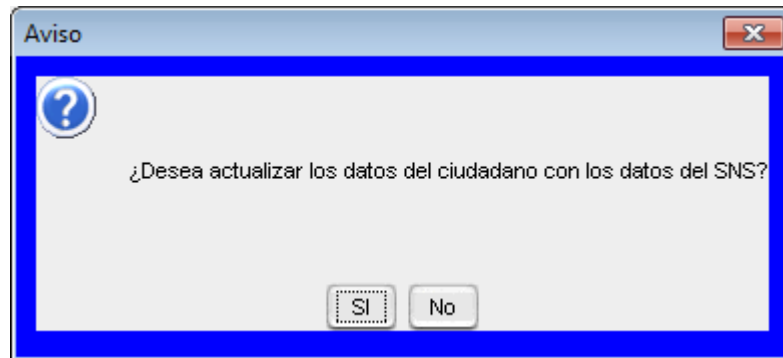 Aviso
¿Desea actualizar los datos del ciudadano con los datos del SNS?
SI
No